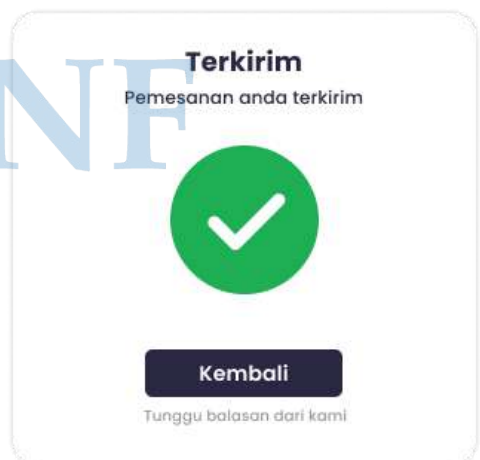 Terkirim
Pemesanan anda terkirim
NF
Kembali
Tunggu balasan dari kami